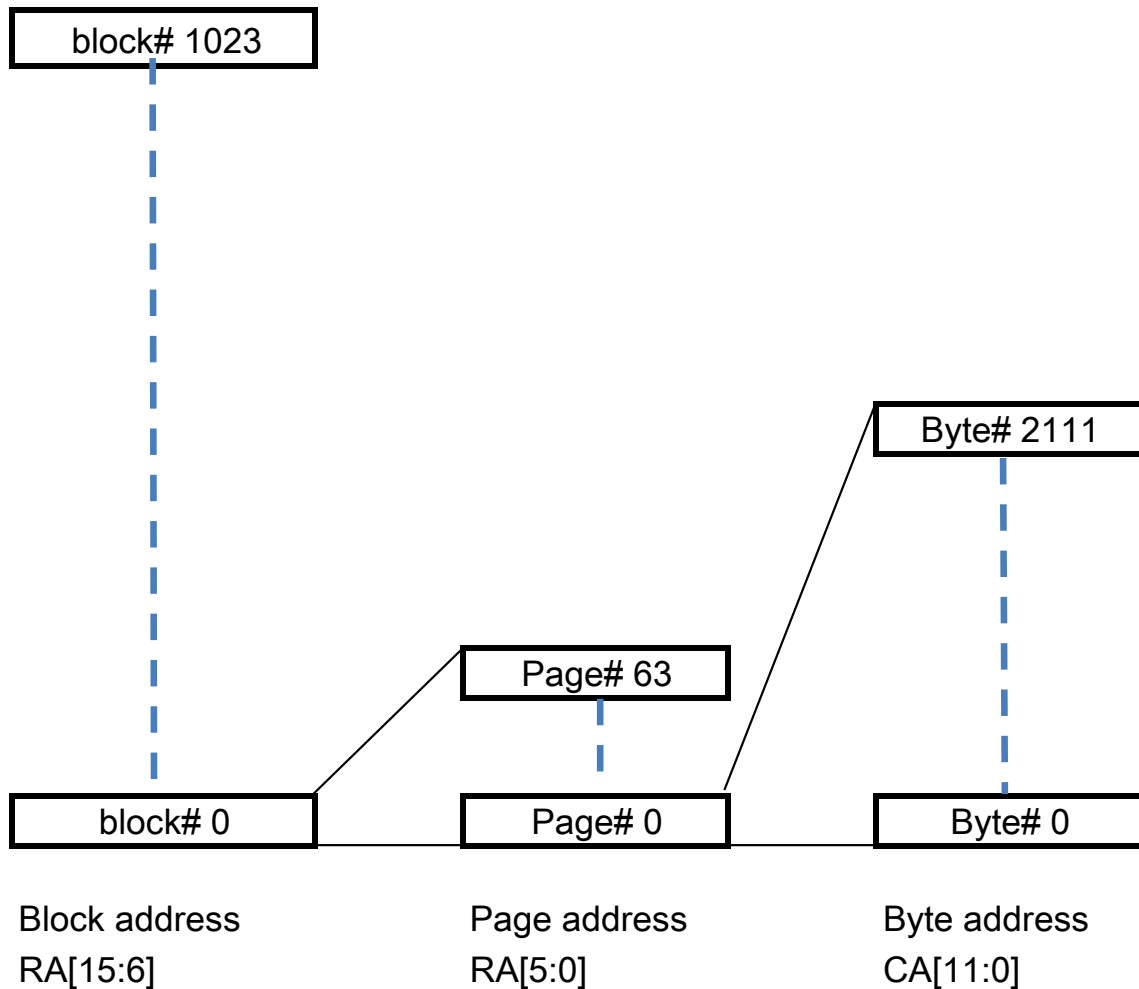 block# 1023
Byte# 2111
Page# 63
block# 0
Page# 0
Byte# 0
Block address
RA[15:6]
Page address
RA[5:0]
Byte address
CA[11:0]